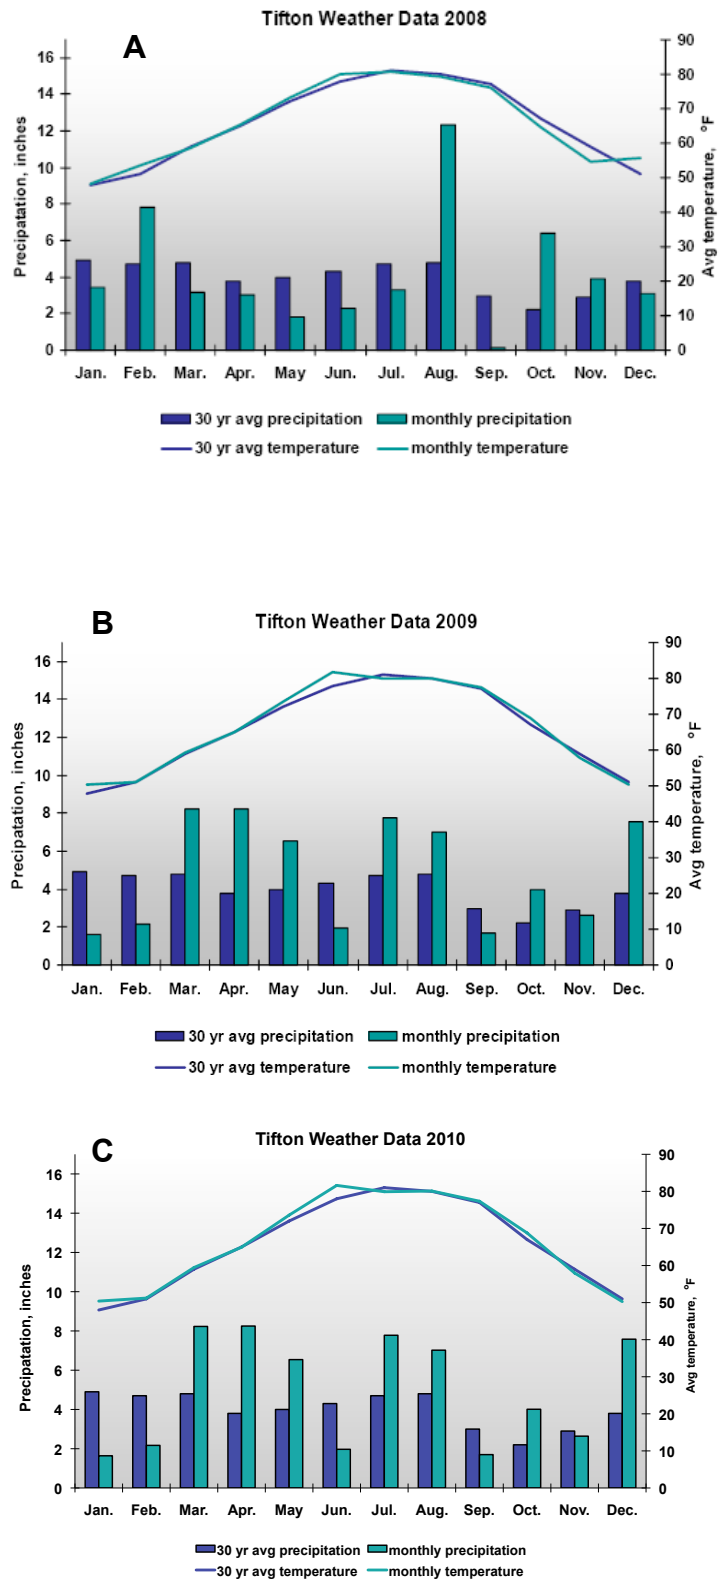 Tifton Weather Data 2008
A
16
14
12
10
8
6
4
2
0
Precipatation, inches
90
80
70
60
50
40
30
20
10
0
Avg temperature, °F
Jan. Feb. Mar. Apr. May Jun. Jul. Aug. Sep. Oct. Nov. Dec.
30 yr avg precipitation monthly precipitation
30 yr avg temperature monthly temperature
B
Tifton Weather Data 2009
16
14
12
10
8
6
4
2
0
Precipatation, inches
90
80
70
60
50
40
30
20
10
0
Avg temperature, °F
Jan. Feb. Mar. Apr. May Jun. Jul. Aug. Sep. Oct. Nov. Dec.
30 yr avg precipitation monthly precipitation
30 yr avg temperature monthly temperature
C
Tifton Weather Data 2010
16
14
12
10
8
6
4
2
0
Precipatation, inches
90
80
70
60
50
40
30
20
10
0
Avg temperature, °F
Jan. Feb. Mar. Apr. May Jun. Jul. Aug. Sep. Oct. Nov. Dec.
30 yr avg precipitation monthly precipitation
30 yr avg temperature monthly temperature